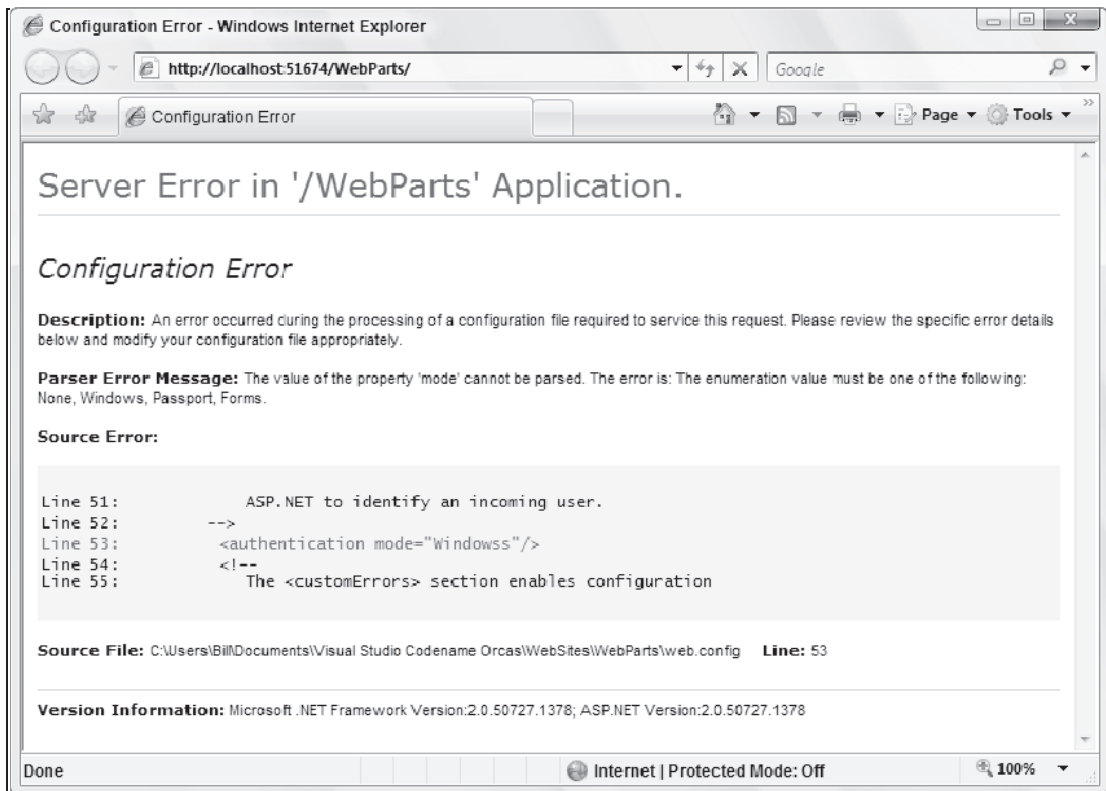 Configuration Error - Windows Internet Explorer
http://localhost:51674/WebParts/
Google
Configuration Error
Page
Tools
Server Error in '/WebParts' Application.
Configuration Error
Description: An error occurred during the processing of a configuration file required to service this request. Please review the specific error details
below and modify your configuration file appropriately.
Parser Error Message: The value of the property 'mode' cannot be parsed. The error is: The enumeration value must be one of the following:
None, Windows, Passport, Forms.
Source Error:
Line 51:             ASP.NET to identify an incoming user.
Line 52:         -->
Line 53:          <authentication mode="Windowss"/>
Line 54:          <!--
Line 55:             The <customErrors> section enables configuration
Source File: C:\Users\Bill\Documents\Visual Studio Codename Orcas\WebSites\WebParts\web.config    Line: 53
Version Information: Microsoft .NET Framework Version:2.0.50727.1378; ASP.NET Version:2.0.50727.1378
Done
Internet | Protected Mode: Off
100%